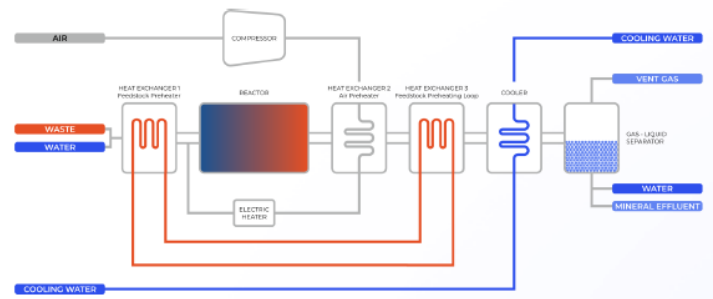 AIR
COMPRESSOR
COOLING WATER
VENT GAS
HEAT EXCHANGER 1
Feedstock Preheater
REACTOR
HEAT EXCHANGER 2
Air Preheater
HEAT EXCHANGER 3
Feedstock Preheating Loop
COOLER
WASTE
WATER
GAS - LIQUID
SEPARATOR
WATER
MINERAL EFFLUENT
ELECTRIC
HEATER
COOLING WATER